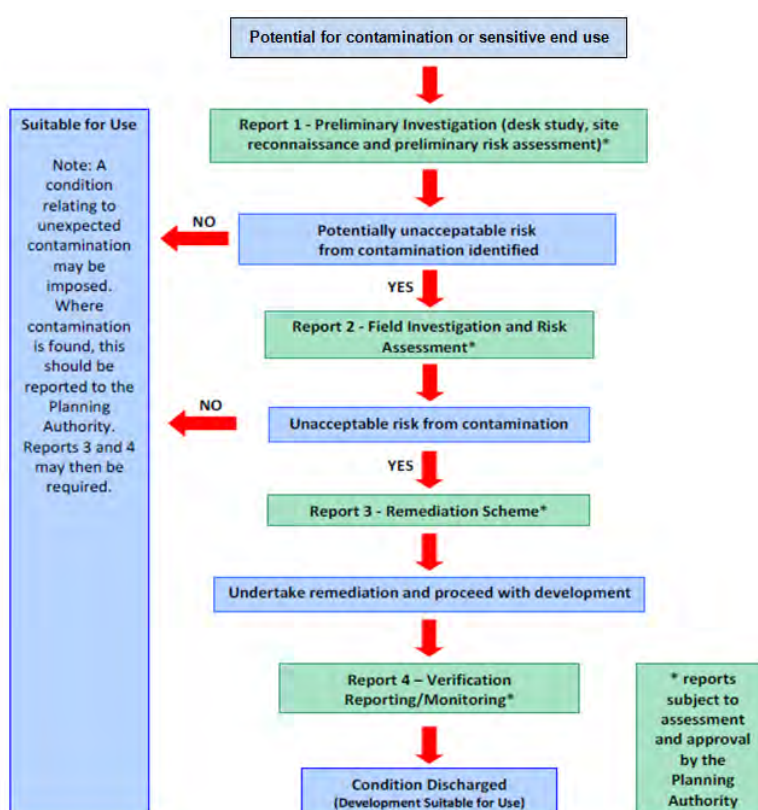 Potential for contamination or sensitive end use
Report 1 - Preliminary Investigation (desk study, site
reconnaissance and preliminary risk assessment)*
Suitable for Use
Note: A
condition
relating to
unexpected
contamination
may be
imposed.
Where
contamination
is found, this
should be
reported to the
Planning
Authority.
Reports 3 and 4
may then be
required.
NO
Potentially unaccepatable risk
from contamination identified
YES
Report 2 - Field Investigation and Risk
Assessment*
NO
Unacceptable risk from contamination
YES
Report 3 - Remediation Scheme*
Undertake remediation and proceed with development
Report 4 – Verification
Reporting/Monitoring*
* reports
subject to
assessment
and approval
by the
Planning
Authority
Condition Discharged
(Development Suitable for Use)